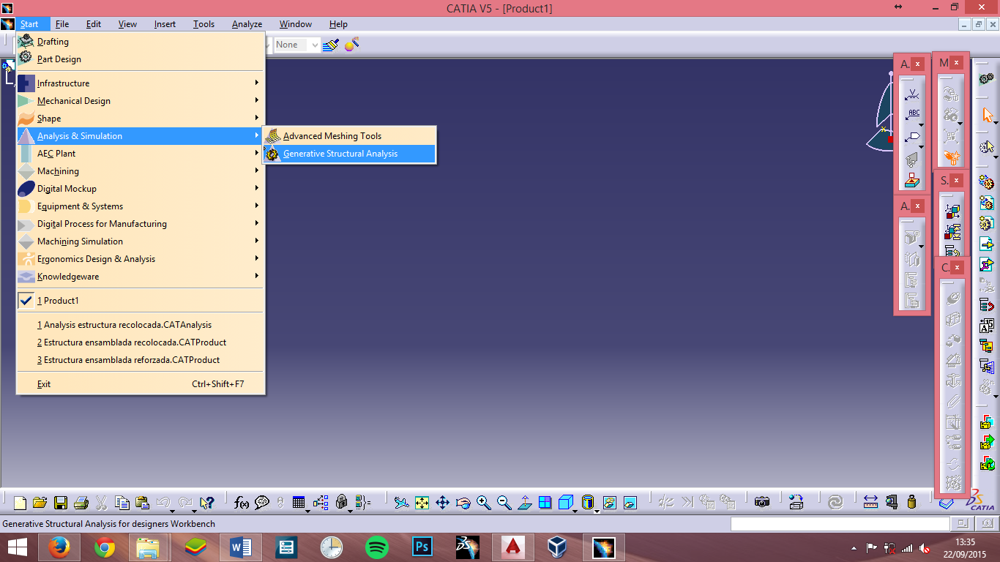 CATIA V5 - [Product1]
Start File Edit View Insert Tools Analyze Window Help
None
Drafting
Part Design
Infrastructure
Mechanical Design
Shape
Analysis & Simulation
AEC Plant
Machining
Digital Mockup
Equipment & Systems
Digital Process for Manufacturing
Machining Simulation
Ergonomics Design & Analysis
Knowledgeware
1 Product1
1 Analysis estructura recolocada.CATAnalysis
2 Estructura ensamblada recolocada.CATProduct
3 Estructura ensamblada reforzada.CATProduct
Exit Ctrl+Shift+F7
Advanced Meshing Tools
Generative Structural Analysis
A.
M
ABC
S.
A.
C.
f(x)
CATIA
Generative Structural Analysis for designers Workbench
Ps
13:35
22/09/2015